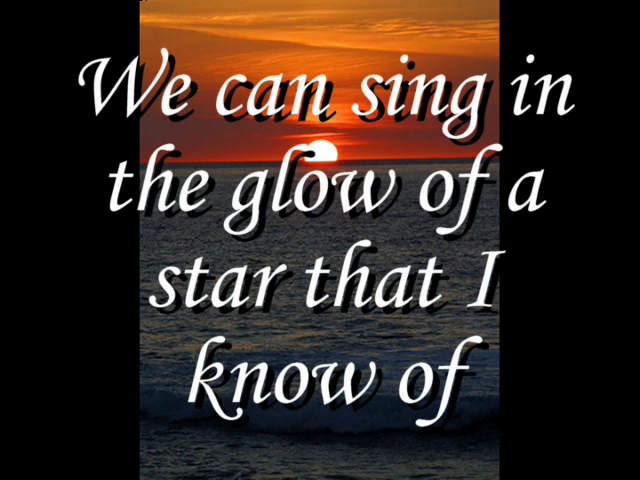 We can sing in
the glow of a
star that I
know of